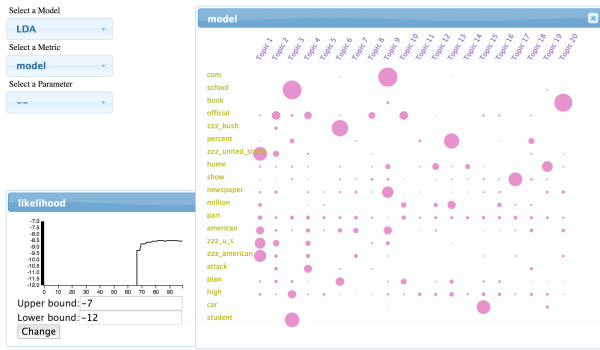 Select a Model
LDA
Select a Metric
model
Select a Parameter
--
model
Topic 1
Topic 2
Topic 3
Topic 4
Topic 5
Topic 6
Topic 7
Topic 8
Topic 9
Topic 10
Topic 11
Topic 12
Topic 13
Topic 14
Topic 15
Topic 16
Topic 17
Topic 18
Topic 19
Topic 20
com
school
book
official
zzz_bush
percent
zzz_united_states
home
show
newspaper
million
part
american
zzz_u_s
zzz_american
attack
plan
high
car
student
likelihood
-7.0
-7.5
-8.0
-8.5
-9.0
-9.5
-10.0
-10.5
-11.0
-11.5
-12.0
0 10 20 30 40 50 60 70 80 90
Upper bound: -7
Lower bound: -12
Change